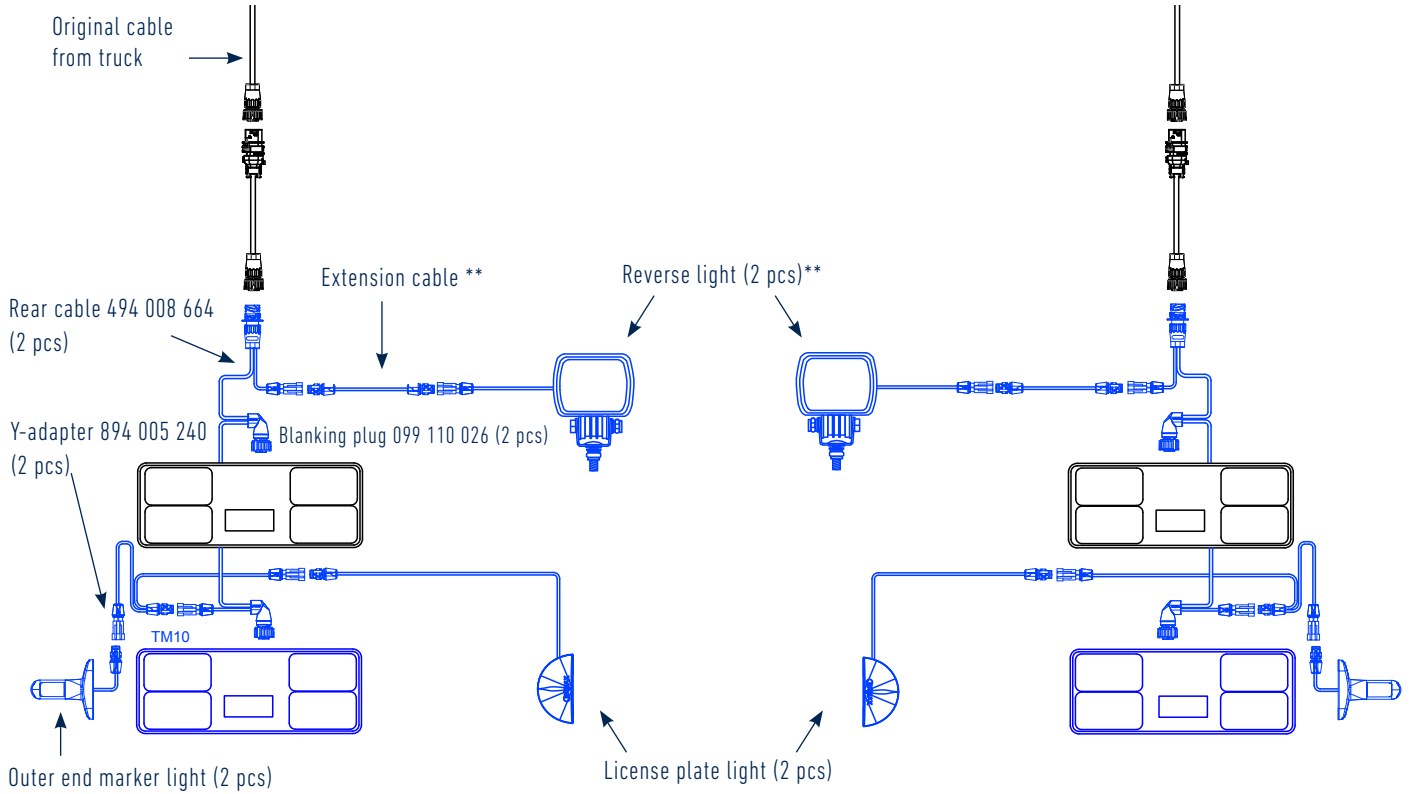 Original cable
from truck
Extension cable **
Reverse light (2 pcs)**
Rear cable 494 008 664
(2 pcs)
Y-adapter 894 005 240
(2 pcs)
Blanking plug 099 110 026 (2 pcs)
TM10
Outer end marker light (2 pcs)
License plate light (2 pcs)